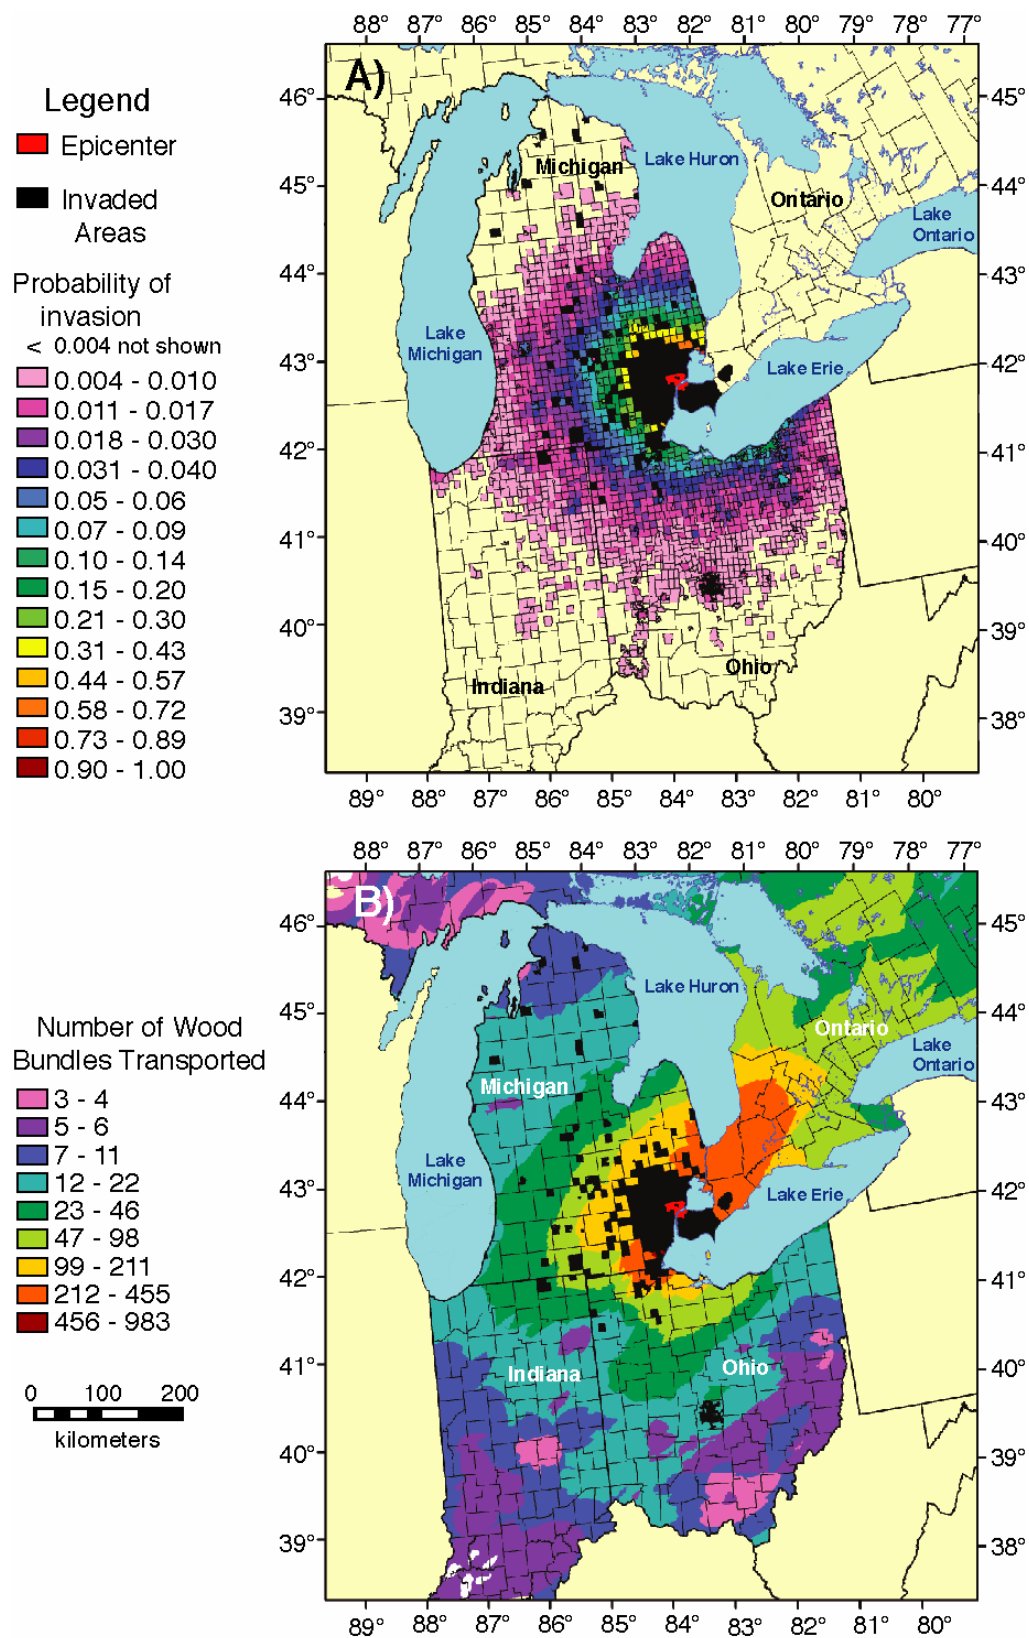 88° 87° 86° 85° 84° 83° 82° 81° 80° 79° 78° 77°
A)
Legend
Epicenter
Invaded
Areas
Probability of
invasion
< 0.004 not shown
0.004 - 0.010
0.011 - 0.017
0.018 - 0.030
0.031 - 0.040
0.05 - 0.06
0.07 - 0.09
0.10 - 0.14
0.15 - 0.20
0.21 - 0.30
0.31 - 0.43
0.44 - 0.57
0.58 - 0.72
0.73 - 0.89
0.90 - 1.00
46°
45°
44°
43°
42°
41°
40°
39°
Michigan
Lake Huron
Ontario
Lake
Ontario
Lake
Michigan
Lake Erie
Indiana
Ohio
45°
44°
43°
42°
41°
40°
39°
38°
89° 88° 87° 86° 85° 84° 83° 82° 81° 80°
88° 87° 86° 85° 84° 83° 82° 81° 80° 79° 78° 77°
B)
Number of Wood
Bundles Transported
3 - 4
5 - 6
7 - 11
12 - 22
23 - 46
47 - 98
99 - 211
212 - 455
456 - 983
0 100 200
kilometers
46°
45°
44°
43°
42°
41°
40°
39°
Lake Huron
Ontario
Lake
Ontario
Michigan
Lake
Michigan
Lake Erie
Indiana
Ohio
45°
44°
43°
42°
41°
40°
39°
38°
89° 88° 87° 86° 85° 84° 83° 82° 81° 80°